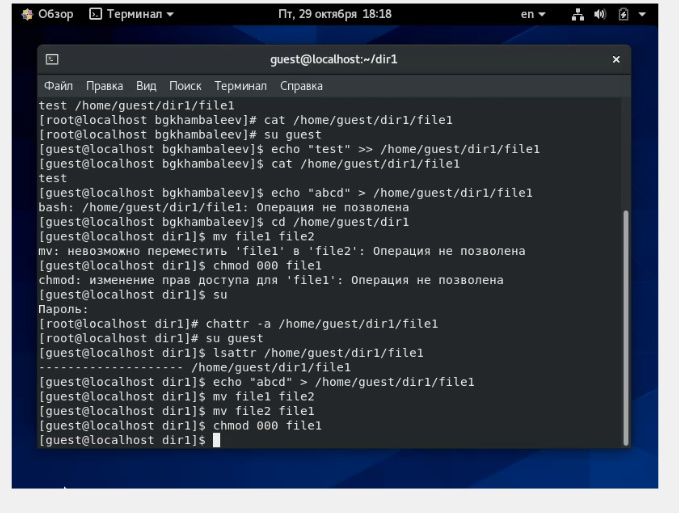 Обзор Терминал Пт, 29 октября 18:18 en
guest@localhost:~/dir1 ×
Файл Правка Вид Поиск Терминал Справка
test /home/guest/dir1/file1
[root@localhost bgkhambaleev]# cat /home/guest/dir1/file1
[root@localhost bgkhambaleev]# su guest
[guest@localhost bgkhambaleev]$ echo "test" >> /home/guest/dir1/file1
[guest@localhost bgkhambaleev]$ cat /home/guest/dir1/file1
test
[guest@localhost bgkhambaleev]$ echo "abcd" > /home/guest/dir1/file1
bash: /home/guest/dir1/file1: Операция не позволена
[guest@localhost bgkhambaleev]$ cd /home/guest/dir1
[guest@localhost dir1]$ mv file1 file2
mv: невозможно переместить 'file1' в 'file2': Операция не позволена
[guest@localhost dir1]$ chmod 000 file1
chmod: изменение прав доступа для 'file1': Операция не позволена
[guest@localhost dir1]$ su
Пароль:
[root@localhost dir1]# chattr -a /home/guest/dir1/file1
[root@localhost dir1]# su guest
[guest@localhost dir1]$ lsattr /home/guest/dir1/file1
-------------------- /home/guest/dir1/file1
[guest@localhost dir1]$ echo "abcd" > /home/guest/dir1/file1
[guest@localhost dir1]$ mv file1 file2
[guest@localhost dir1]$ mv file2 file1
[guest@localhost dir1]$ chmod 000 file1
[guest@localhost dir1]$